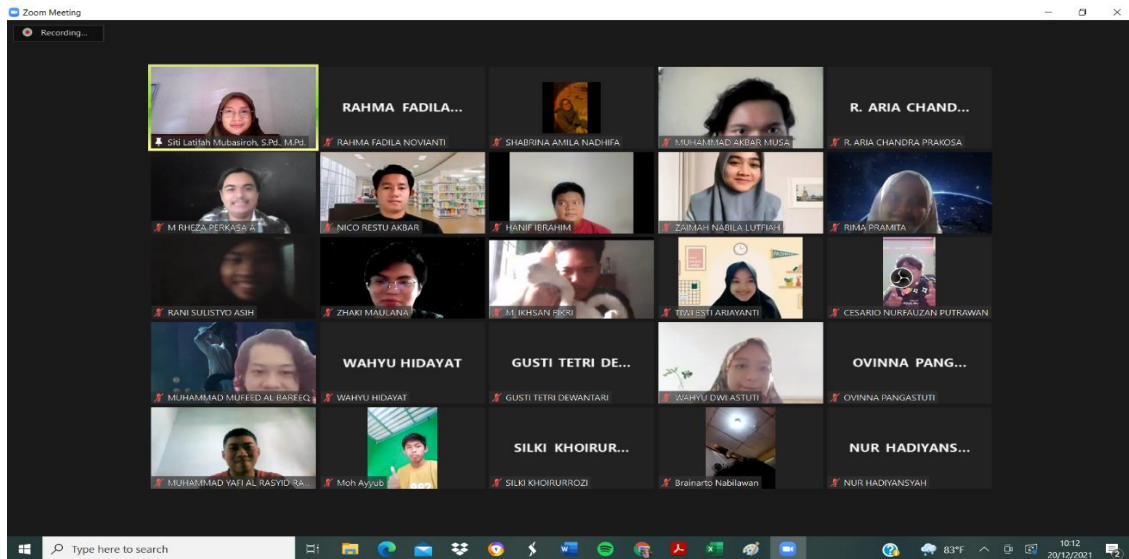 Zoom Meeting
Recording...
Siti Latifah Mubasiroh, S.Pd., M.Pd.
RAHMA FADILA...
RAHMA FADILA NOVIANTI
SHABRINA AMILA NADHIFA
MUHAMMAD AKBAR MUSA
R. ARIA CHAND...
R. ARIA CHANDRA PRAKOSA
M RHEZA PERKASA A
NICO RESTU AKBAR
HANIF IBRAHIM
ZAIMAH NABILA LUTFIAH
RIMA PRAMITA
RANI SULISTYO ASIH
ZHAKI MAULANA
M. IKHSAN FIKRI
TIWI ESTI ARIAYANTI
CESARIO NURFAUZAN PUTRAWAN
MUHAMMAD MUFEED AL BAREEQ
WAHYU HIDAYAT
WAHYU HIDAYAT
GUSTI TETRI DE...
GUSTI TETRI DEWANTARI
WAHYU DWI ASTUTI
OVINNA PANG...
OVINNA PANGASTUTI
MUHAMMAD YAFI AL RASYID RA...
Moh Ayyub
SILKI KHOIRUR...
SILKI KHOIRURROZI
Brainarto Nabilawan
NUR HADIYANS...
NUR HADIYANSYAH
Type here to search
83°F
10:12
20/12/2021